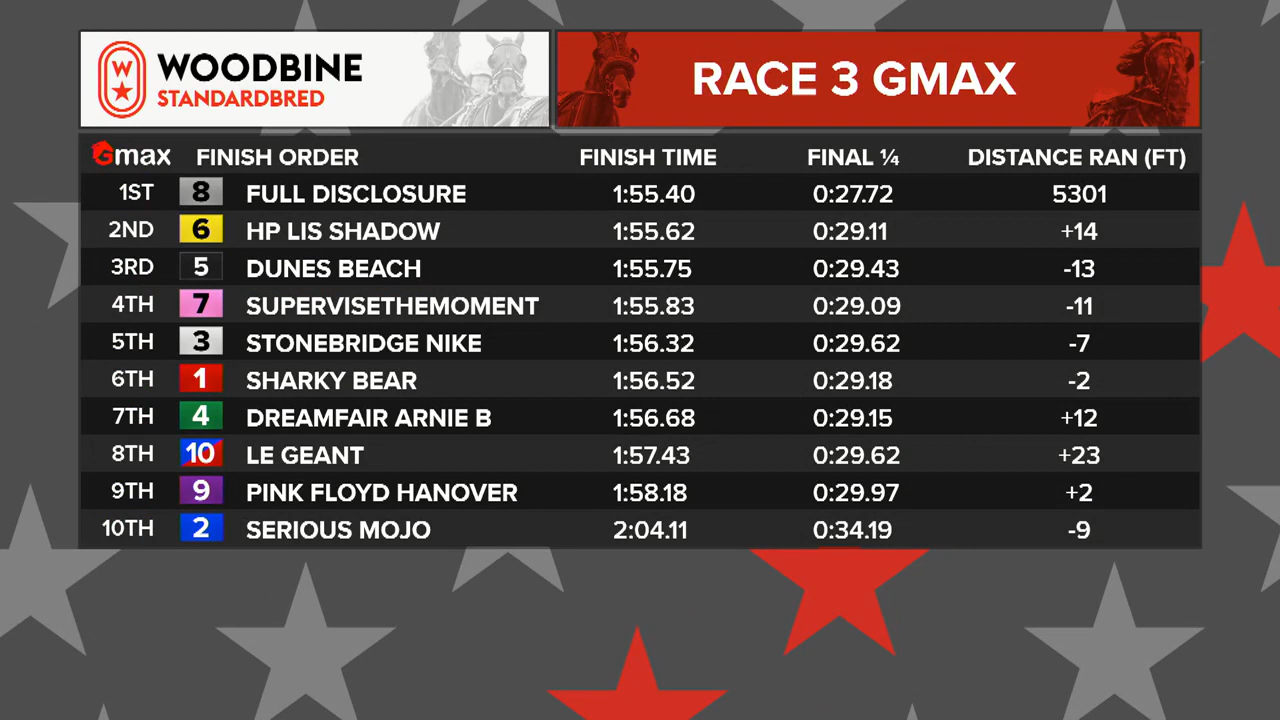 W
WOODBINE
STANDARDBRED
RACE 3 GMAX
Gmax FINISH ORDER FINISH TIME FINAL ¼ DISTANCE RAN (FT)
1ST 8 FULL DISCLOSURE 1:55.40 0:27.72 5301
2ND 6 HP LIS SHADOW 1:55.62 0:29.11 +14
3RD 5 DUNES BEACH 1:55.75 0:29.43 -13
4TH 7 SUPERVISETHEMOMENT 1:55.83 0:29.09 -11
5TH 3 STONEBRIDGE NIKE 1:56.32 0:29.62 -7
6TH 1 SHARKY BEAR 1:56.52 0:29.18 -2
7TH 4 DREAMFAIR ARNIE B 1:56.68 0:29.15 +12
8TH 10 LE GEANT 1:57.43 0:29.62 +23
9TH 9 PINK FLOYD HANOVER 1:58.18 0:29.97 +2
10TH 2 SERIOUS MOJO 2:04.11 0:34.19 -9